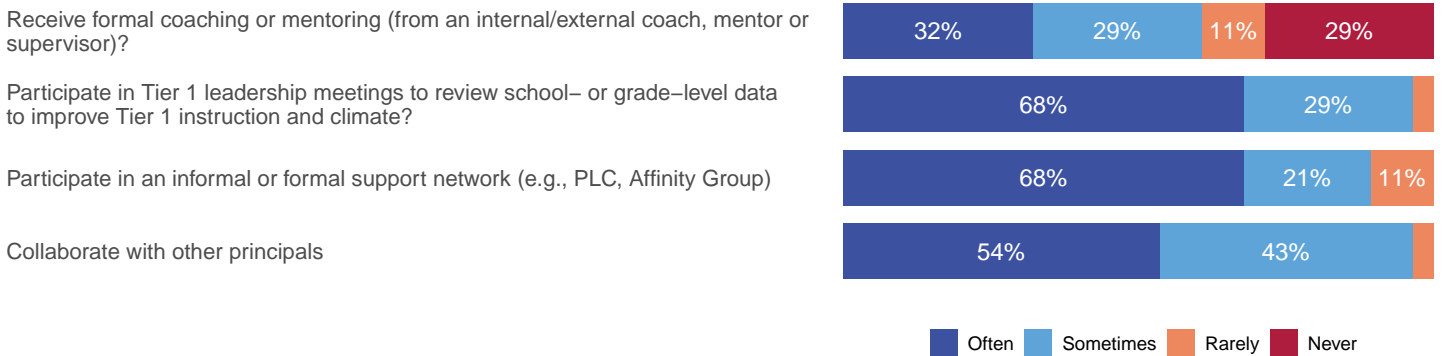 Receive formal coaching or mentoring (from an internal/external coach, mentor or
supervisor)?
32% 29% 11% 29%
Participate in Tier 1 leadership meetings to review school− or grade−level data
to improve Tier 1 instruction and climate?
68% 29%
Participate in an informal or formal support network (e.g., PLC, Affinity Group)
68% 21% 11%
Collaborate with other principals
54% 43%
Often Sometimes Rarely Never